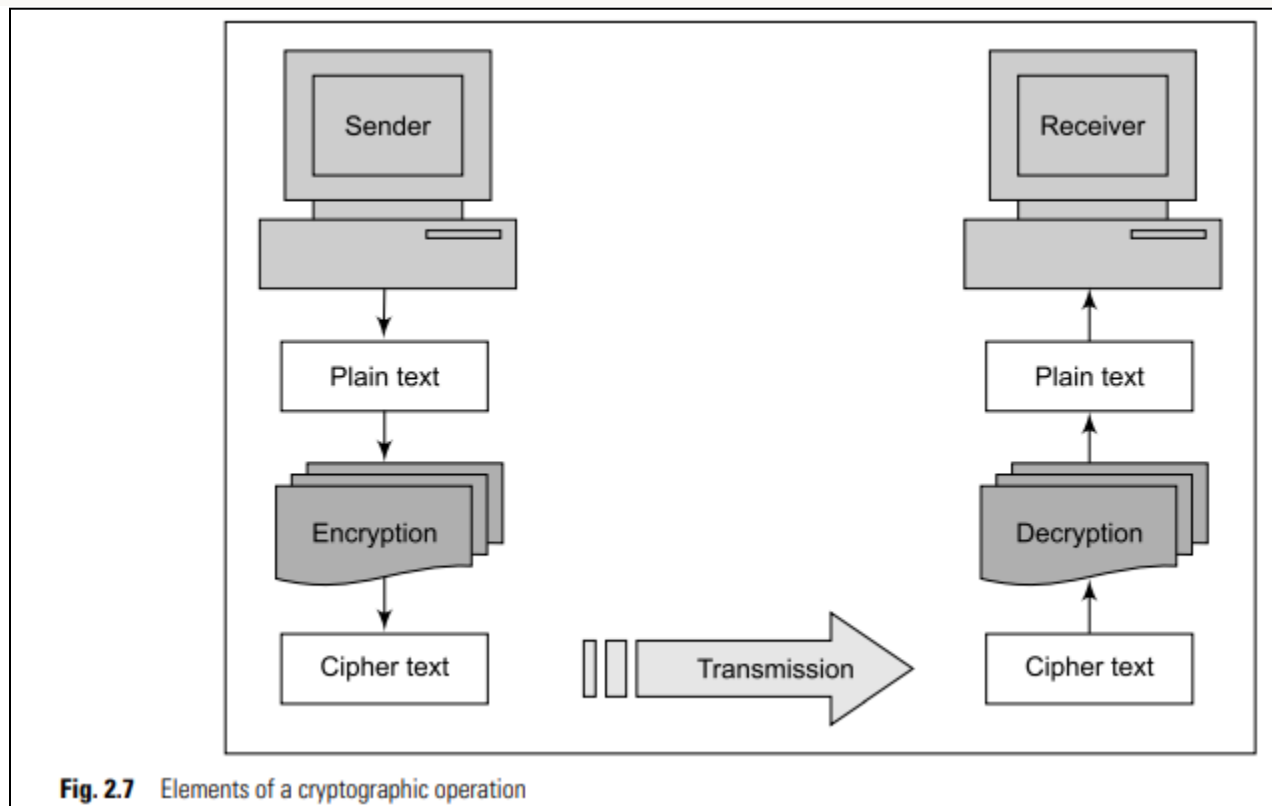 Sender
Receiver
Plain text
Plain text
Encryption
Decryption
Cipher text
Transmission
Cipher text
Fig. 2.7 Elements of a cryptographic operation